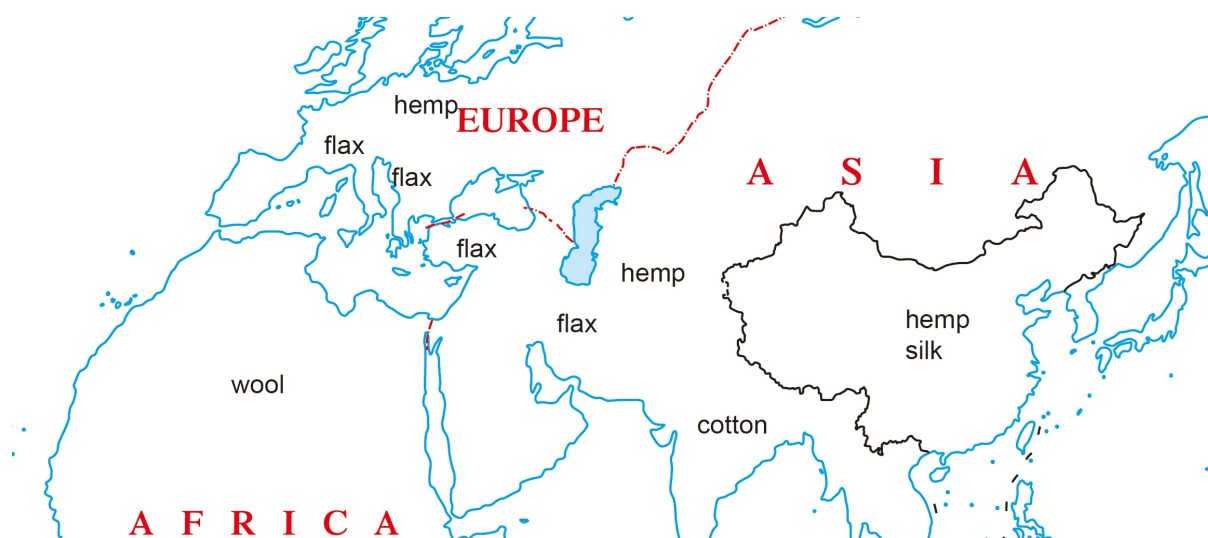 hemp
EUROPE
flax
flax
A S I A
flax
hemp
flax
hemp
silk
wool
cotton
A F R I C A